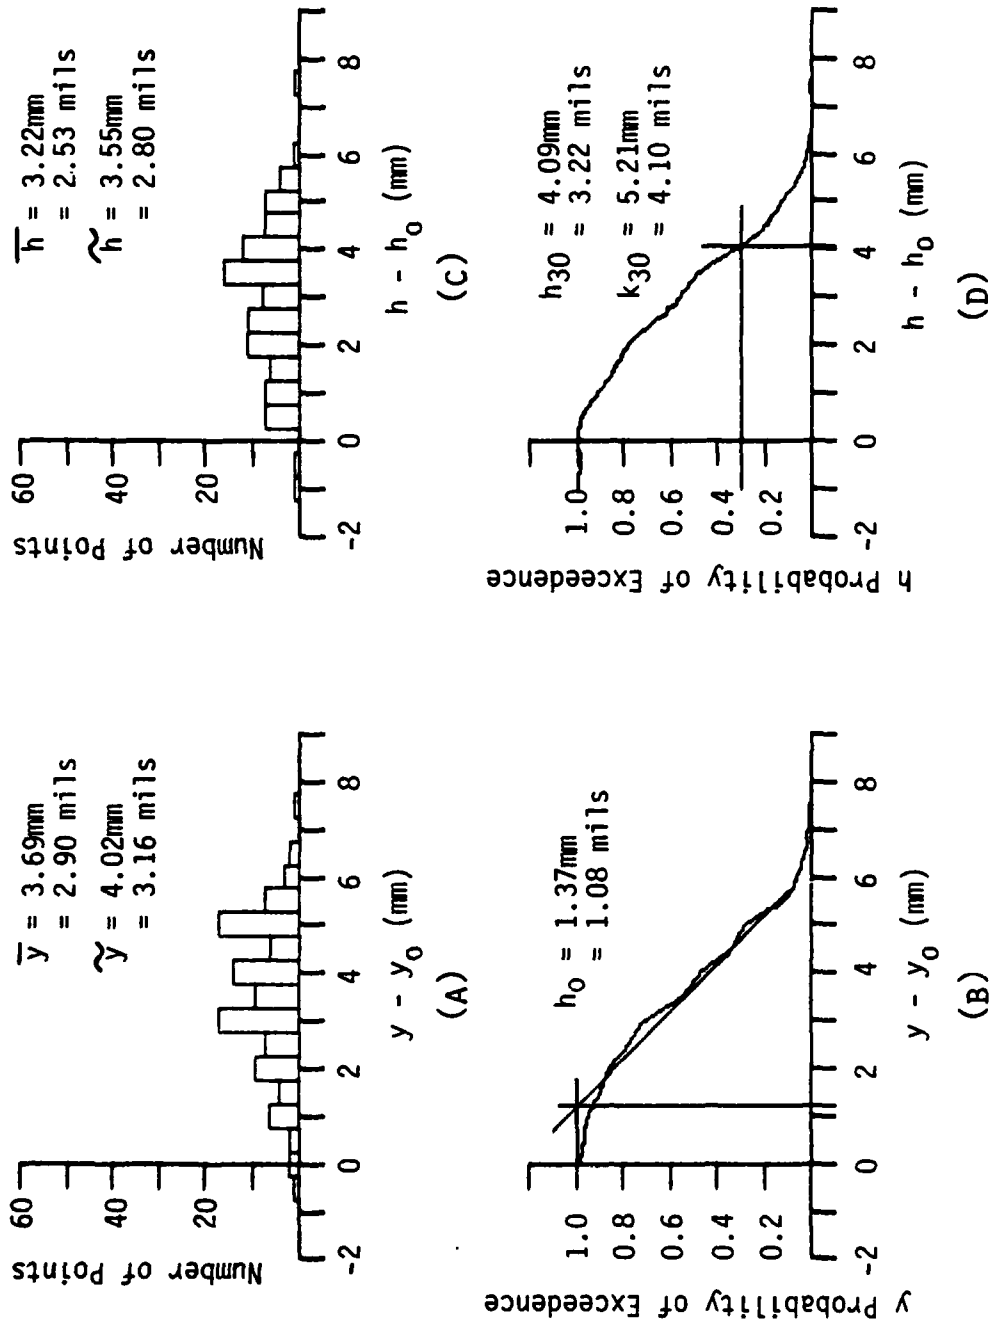 Number of Points
60
40
20
-2
0
2
4
6
8
y̅ = 3.69mm
= 2.90 mils
ỹ = 4.02mm
= 3.16 mils
y - y₀ (mm)
(A)
y Probability of Exceedence
1.0
0.8
0.6
0.4
0.2
-2
0
2
4
6
8
h₀ = 1.37mm
= 1.08 mils
y - y₀ (mm)
(B)
Number of Points
60
40
20
-2
0
2
4
6
8
h̅ = 3.22mm
= 2.53 mils
h̃ = 3.55mm
= 2.80 mils
h - h₀ (mm)
(C)
h Probability of Exceedence
1.0
0.8
0.6
0.4
0.2
-2
0
2
4
6
8
h₃₀ = 4.09mm
= 3.22 mils
k₃₀ = 5.21mm
= 4.10 mils
h - h₀ (mm)
(D)